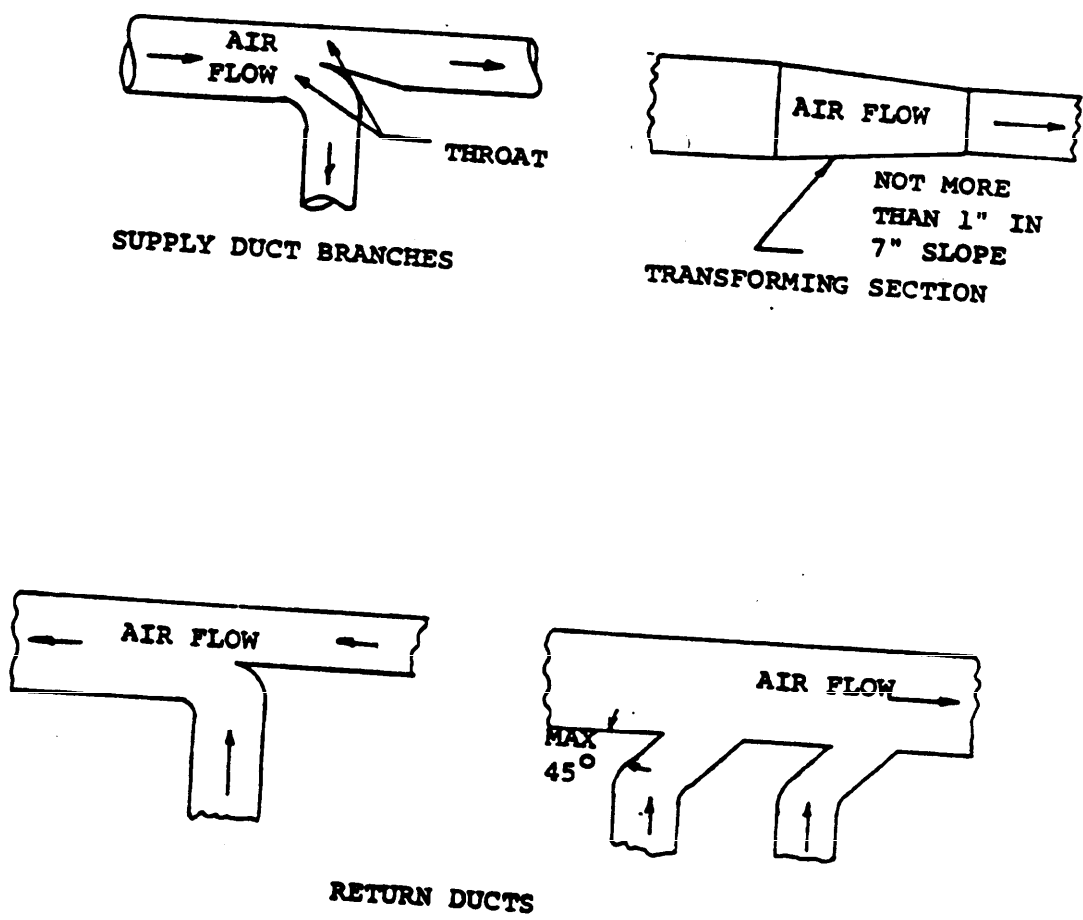 AIR
FLOW
THROAT
SUPPLY DUCT BRANCHES
AIR FLOW
NOT MORE
THAN 1" IN
7" SLOPE
TRANSFORMING SECTION
AIR FLOW
AIR FLOW
MAX
45°
RETURN DUCTS